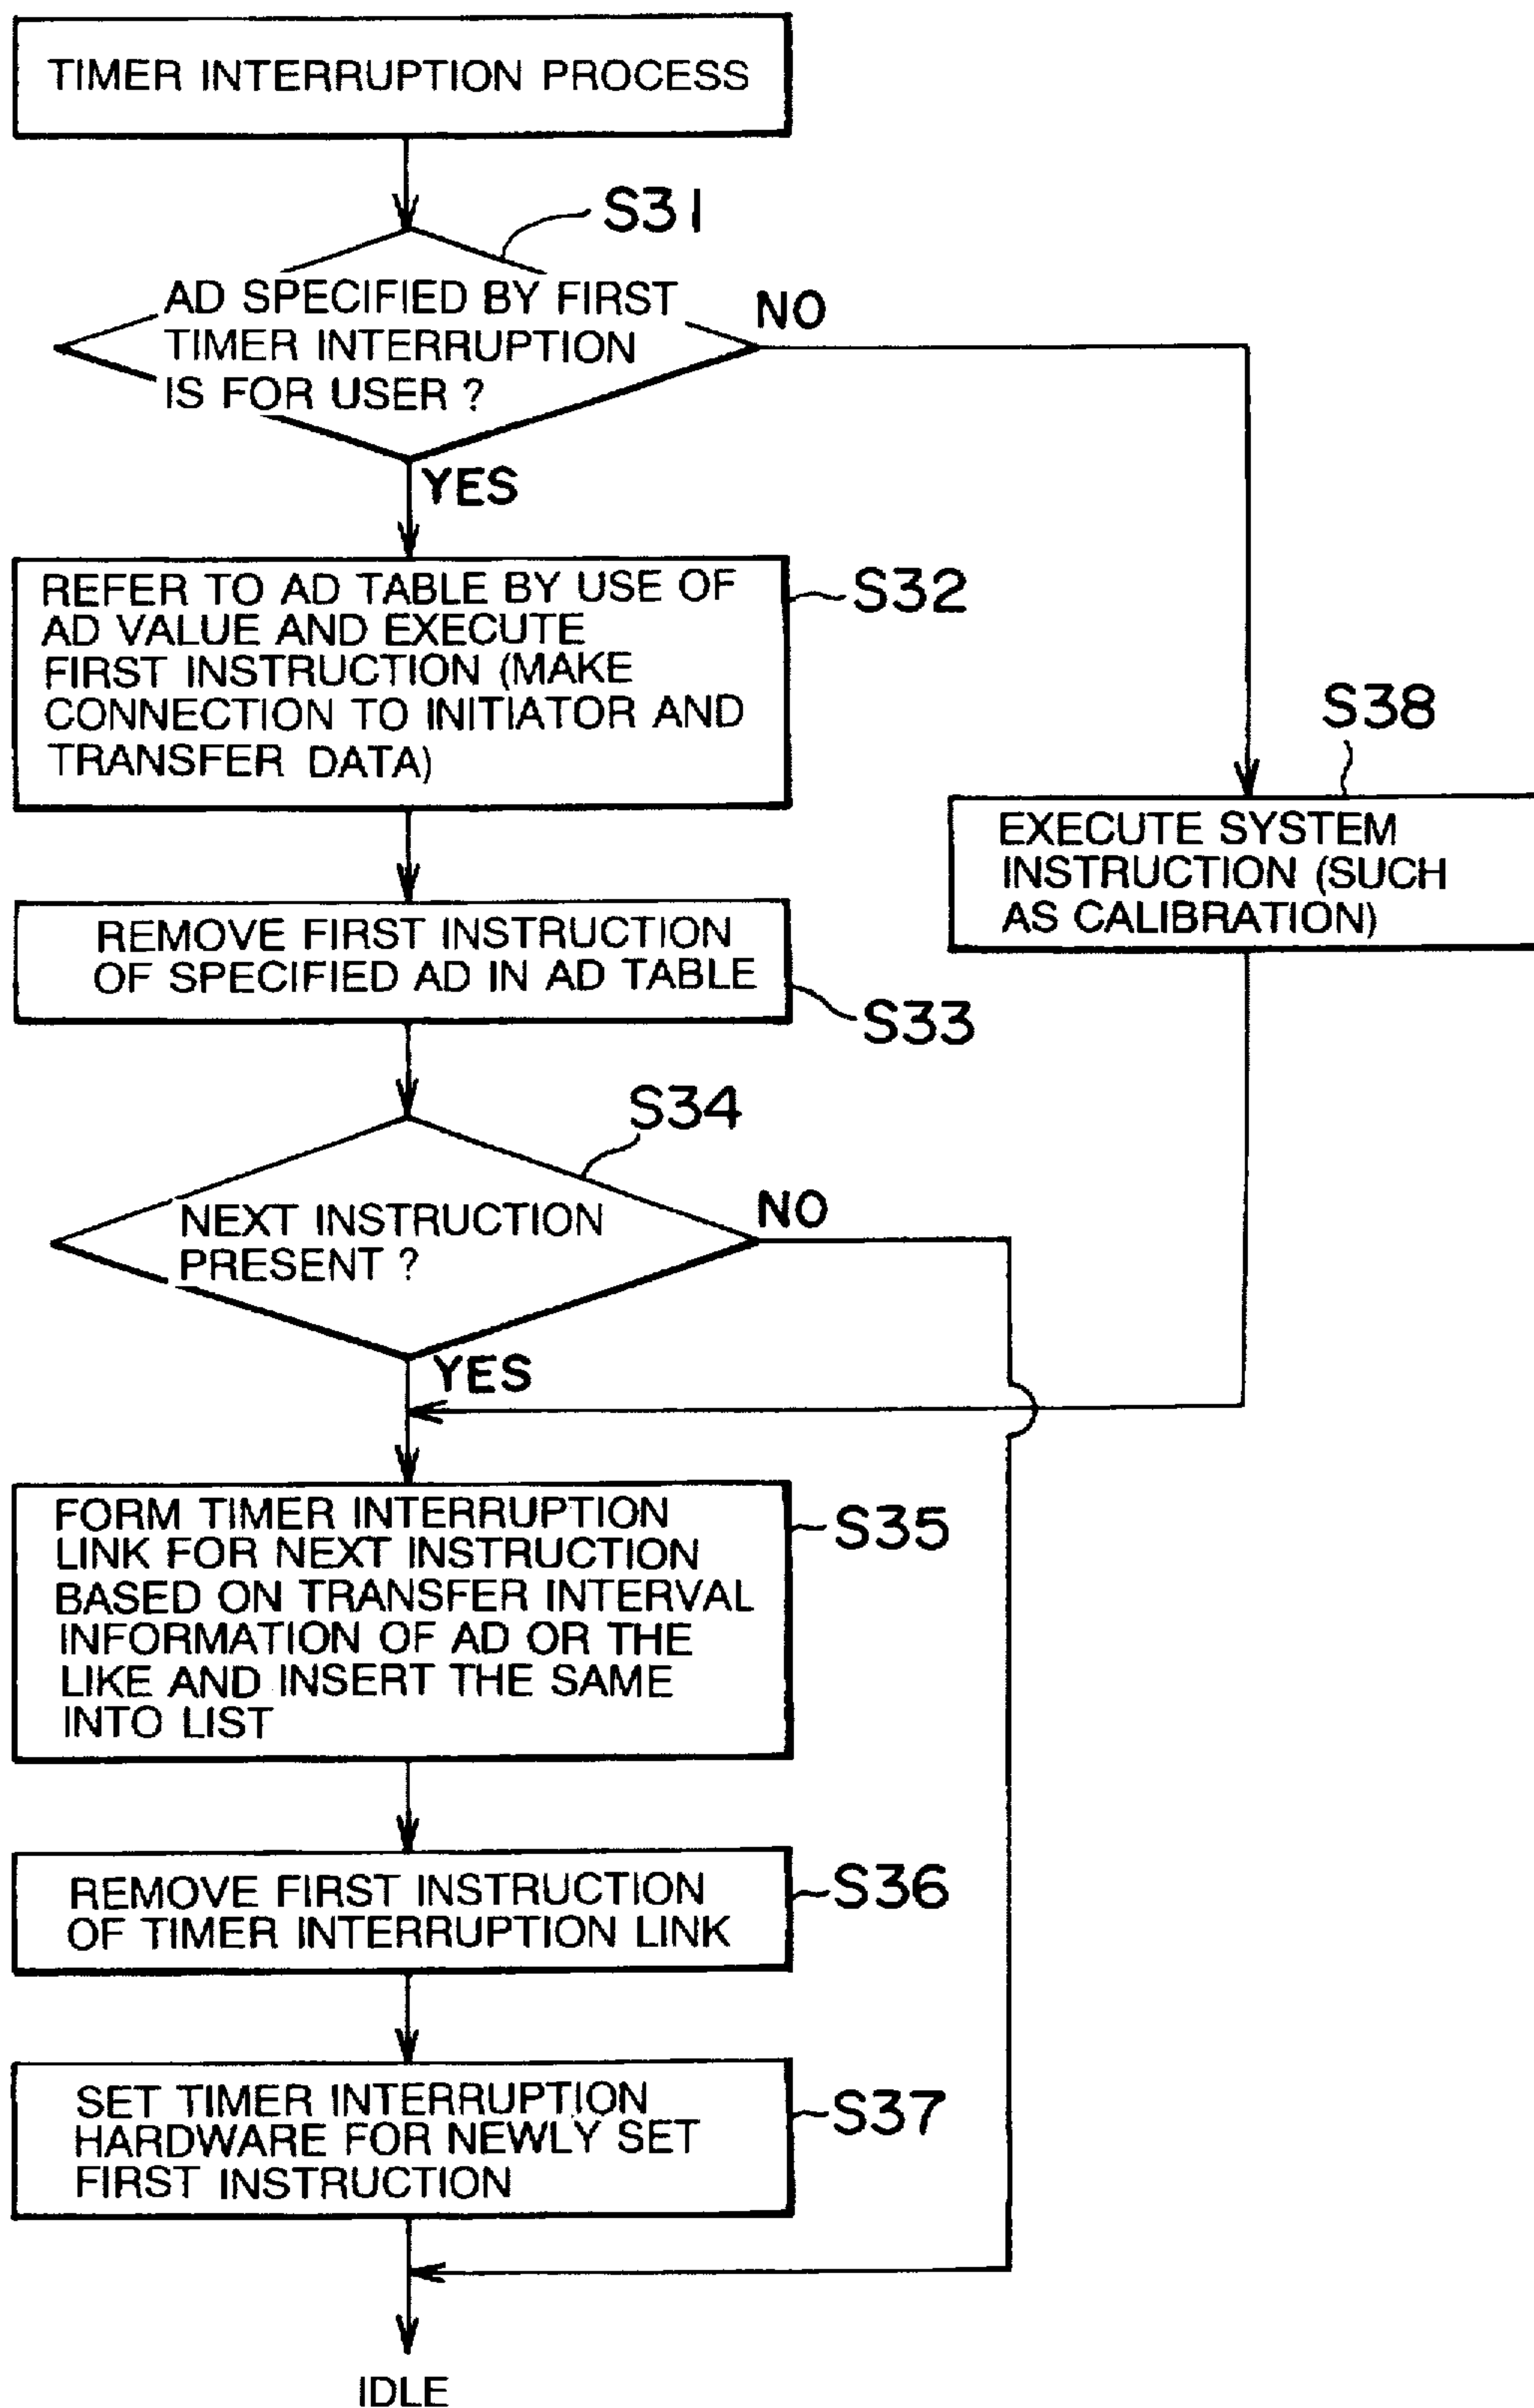 TIMER INTERRUPTION PROCESS
S31
AD SPECIFIED BY FIRST
TIMER INTERRUPTION
IS FOR USER ?
NO
YES
REFER TO AD TABLE BY USE OF
AD VALUE AND EXECUTE
FIRST INSTRUCTION (MAKE
CONNECTION TO INITIATOR AND
TRANSFER DATA)
S32
S38
EXECUTE SYSTEM
INSTRUCTION (SUCH
AS CALIBRATION)
REMOVE FIRST INSTRUCTION
OF SPECIFIED AD IN AD TABLE
S33
S34
NEXT INSTRUCTION
PRESENT ?
NO
YES
FORM TIMER INTERRUPTION
LINK FOR NEXT INSTRUCTION
BASED ON TRANSFER INTERVAL
INFORMATION OF AD OR THE
LIKE AND INSERT THE SAME
INTO LIST
S35
REMOVE FIRST INSTRUCTION
OF TIMER INTERRUPTION LINK
S36
SET TIMER INTERRUPTION
HARDWARE FOR NEWLY SET
FIRST INSTRUCTION
S37
IDLE